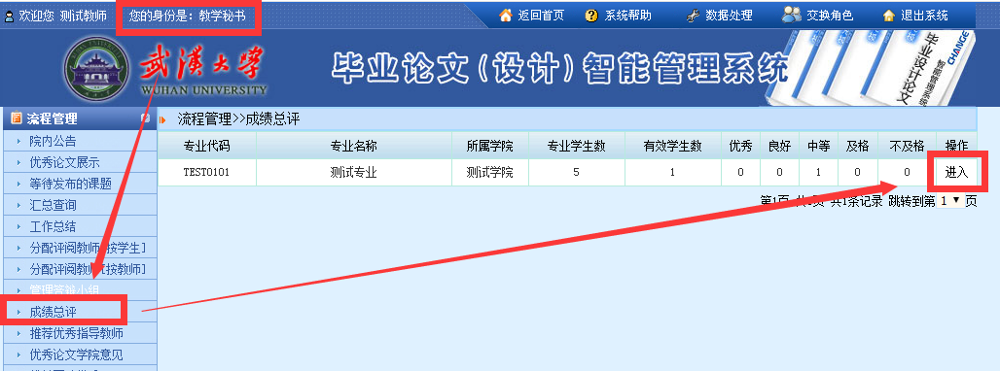 欢迎您 测试教师 您的身份是：教学秘书 返回首页 系统帮助 数据处理 交换角色 退出系统
武漢大学
WUHAN UNIVERSITY
毕业论文(设计)智能管理系统
CHANGE
毕业设计论文
智能管理系统
流程管理
流程管理>>成绩总评
院内公告
优秀论文展示
等待发布的课题
汇总查询
工作总结
分配评阅教师[按学生]
分配评阅教师[按教师]
管理答辩小组
成绩总评
推荐优秀指导教师
优秀论文学院意见
专业代码 专业名称 所属学院 专业学生数 有效学生数 优秀 良好 中等 及格 不及格 操作
TEST0101 测试专业 测试学院 5 1 0 0 1 0 0 进入
第1页 共1页 共1条记录 跳转到第 1 页